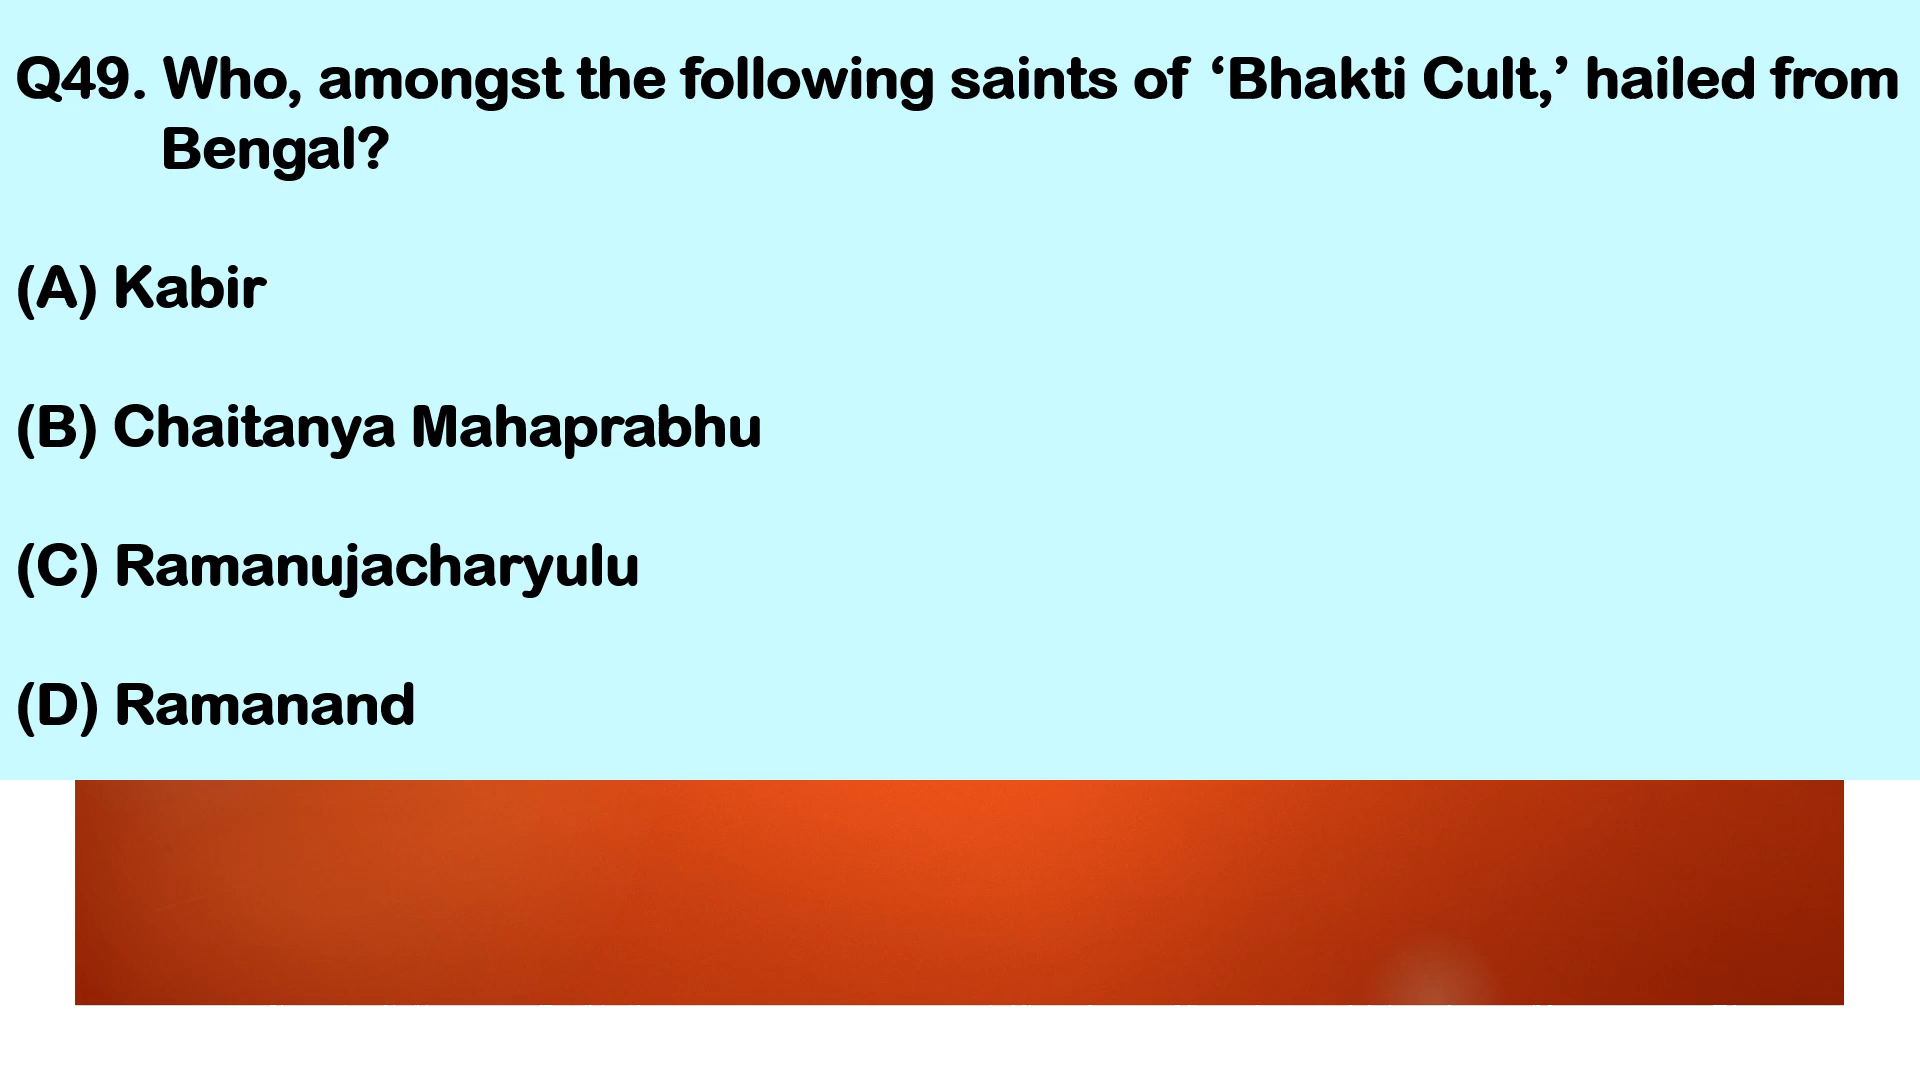 Q49. Who, amongst the following saints of ‘Bhakti Cult,’ hailed from
Bengal?
(A) Kabir
(B) Chaitanya Mahaprabhu
(C) Ramanujacharyulu
(D) Ramanand